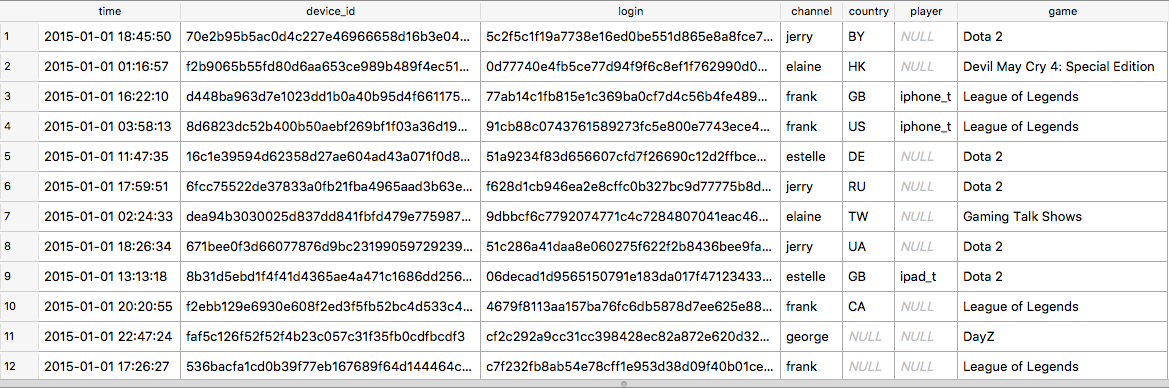 time device_id login channel country player game
1 2015-01-01 18:45:50 70e2b95b5ac0d4c227e46966658d16b3e04... 5c2f5c1f19a7738e16ed0be551d865e8a8fce7... jerry BY NULL Dota 2
2 2015-01-01 01:16:57 f2b9065b55fd80d6aa653ce989b489f4ec51... 0d77740e4fb5ce77d94f9f6c8ef1f762990d0... elaine HK NULL Devil May Cry 4: Special Edition
3 2015-01-01 16:22:10 d448ba963d7e1023dd1b0a40b95d4f661175... 77ab14c1fb815e1c369ba0cf7d4c56b4fe489... frank GB iphone_t League of Legends
4 2015-01-01 03:58:13 8d6823dc52b400b50aebf269bf1f03a36d19... 91cb88c0743761589273fc5e800e7743ece4... frank US iphone_t League of Legends
5 2015-01-01 11:47:35 16c1e39594d62358d27ae604ad43a071f0d8... 51a9234f83d656607cfd7f26690c12d2ffbce... estelle DE NULL Dota 2
6 2015-01-01 17:59:51 6fcc75522de37833a0fb21fba4965aad3b63e... f628d1cb946ea2e8cffc0b327bc9d77775b8d... jerry RU NULL Dota 2
7 2015-01-01 02:24:33 dea94b3030025d837dd841fbfd479e775987... 9dbbcf6c7792074771c4c7284807041eac46... elaine TW NULL Gaming Talk Shows
8 2015-01-01 18:26:34 671bee0f3d66077876d9bc23199059729239... 51c286a41daa8e060275f622f2b8436bee9fa... jerry UA NULL Dota 2
9 2015-01-01 13:13:18 8b31d5ebd1f4f41d4365ae4a471c1686dd256... 06decad1d9565150791e183da017f47123433... estelle GB ipad_t Dota 2
10 2015-01-01 20:20:55 f2ebb129e6930e608f2ed3f5fb52bc4d533c4... 4679f8113aa157ba76fc6db5878d7ee625e88... frank CA NULL League of Legends
11 2015-01-01 22:47:24 faf5c126f52f52f4b23c057c31f35fb0cdfbcdf3 cf2c292a9cc31cc398428ec82a872e620d32... george NULL NULL DayZ
12 2015-01-01 17:26:27 536bacfa1cd0b39f77eb167689f64d144464c... c7f232fb8ab54e78cff1e953d38d09f40b01ce... frank NULL NULL League of Legends